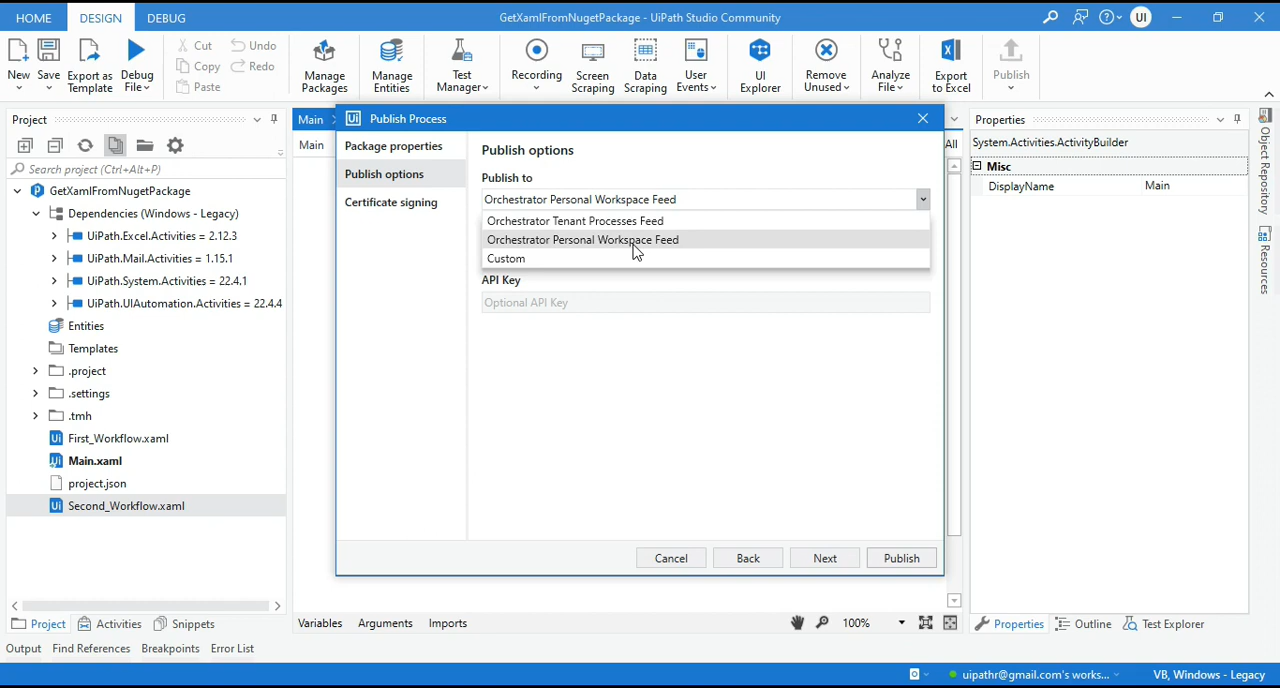 HOME DESIGN DEBUG
GetXamlFromNugetPackage - UiPath Studio Community
UI
New
Save
Export as Template
Debug File
Cut
Copy
Paste
Undo
Redo
Manage Packages
Manage Entities
Test Manager
Recording
Screen Scraping
Data Scraping
User Events
UI Explorer
Remove Unused
Analyze File
Export to Excel
Publish
Project
Search project (Ctrl+Alt+P)
GetXamlFromNugetPackage
Dependencies (Windows - Legacy)
UiPath.Excel.Activities = 2.12.3
UiPath.Mail.Activities = 1.15.1
UiPath.System.Activities = 22.4.1
UiPath.UIAutomation.Activities = 22.4.4
Entities
Templates
.project
.settings
.tmh
First_Workflow.xaml
Main.xaml
project.json
Second_Workflow.xaml
Project Activities Snippets
Main
Main
All
Ui Publish Process
Package properties
Publish options
Certificate signing
Publish options
Publish to
Orchestrator Personal Workspace Feed
Orchestrator Tenant Processes Feed
Orchestrator Personal Workspace Feed
Custom
API Key
Optional API Key
Cancel Back Next Publish
Variables Arguments Imports
100%
Properties
System.Activities.ActivityBuilder
Misc
DisplayName Main
Properties Outline Test Explorer
Object Repository
Resources
Output Find References Breakpoints Error List
uipathr@gmail.com's works...
VB, Windows - Legacy